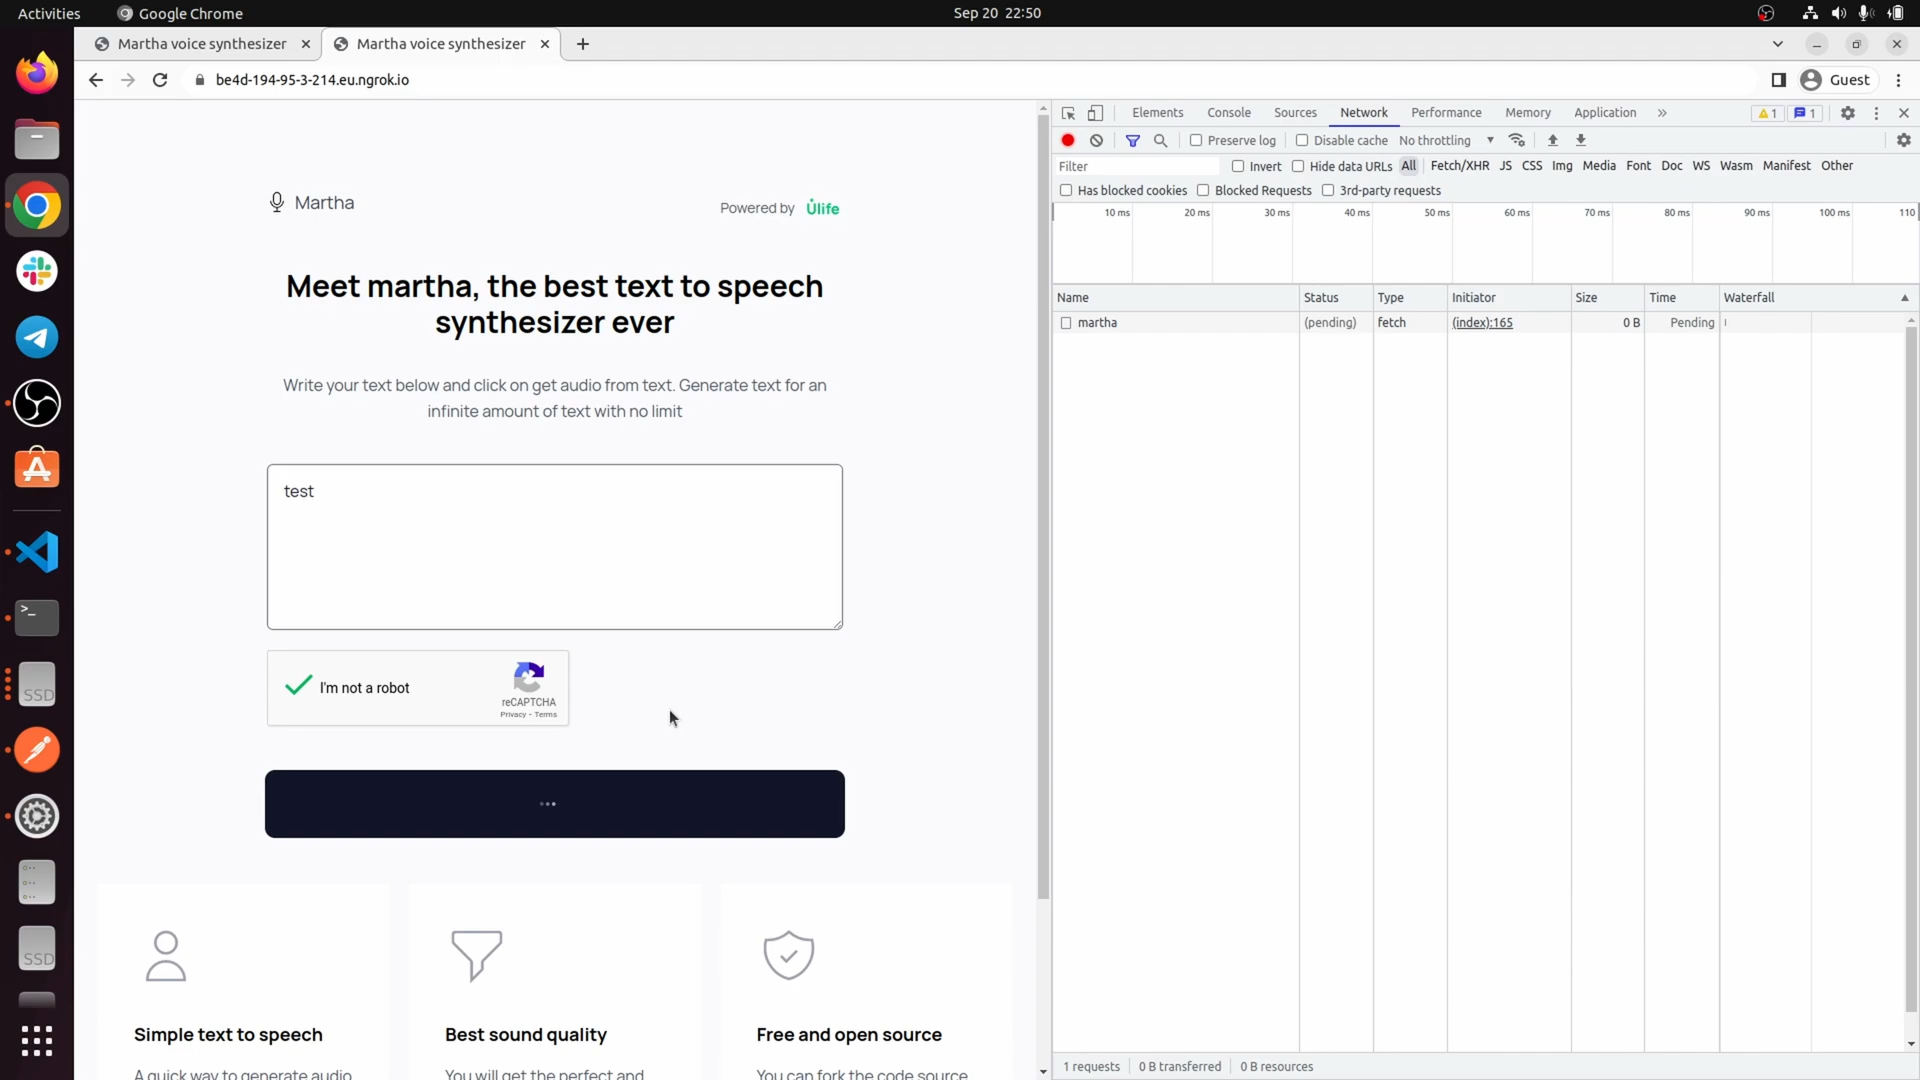 Activities
Google Chrome
Sep 20 22:50
Martha voice synthesizer
Martha voice synthesizer
be4d-194-95-3-214.eu.ngrok.io
Guest
Martha
Powered by Ulife
Meet martha, the best text to speech
synthesizer ever
Write your text below and click on get audio from text. Generate text for an
infinite amount of text with no limit
test
I'm not a robot
reCAPTCHA
Privacy - Terms
Simple text to speech
Best sound quality
Free and open source
A quick way to generate audio
You will get the perfect and
You can fork the code source
SSD
SSD
Elements Console Sources Network Performance Memory Application
1
1
Preserve log
Disable cache
No throttling
Filter
Invert
Hide data URLs
All
Fetch/XHR JS CSS Img Media Font Doc WS Wasm Manifest Other
Has blocked cookies
Blocked Requests
3rd-party requests
10 ms 20 ms 30 ms 40 ms 50 ms 60 ms 70 ms 80 ms 90 ms 100 ms 110
Name Status Type Initiator Size Time Waterfall
martha (pending) fetch (index):165 0 B Pending
1 requests 0 B transferred 0 B resources